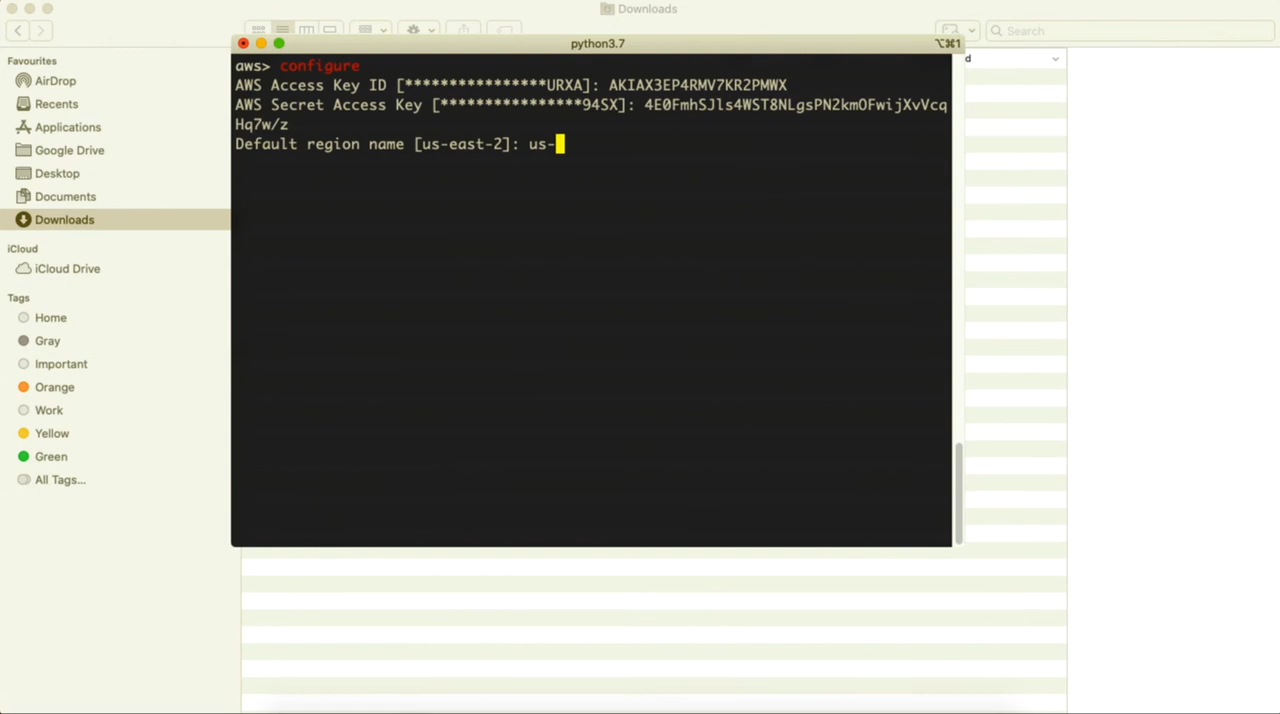 Downloads
Search
python3.7
⌥⌘1
Favourites
AirDrop
Recents
Applications
Google Drive
Desktop
Documents
Downloads
iCloud
iCloud Drive
Tags
Home
Gray
Important
Orange
Work
Yellow
Green
All Tags...
d
aws> configure
AWS Access Key ID [****************URXA]: AKIAX3EP4RMV7KR2PMWX
AWS Secret Access Key [****************94SX]: 4E0FmhSJls4WST8NLgsPN2kmOFwijXvVcq
Hq7w/z
Default region name [us-east-2]: us-